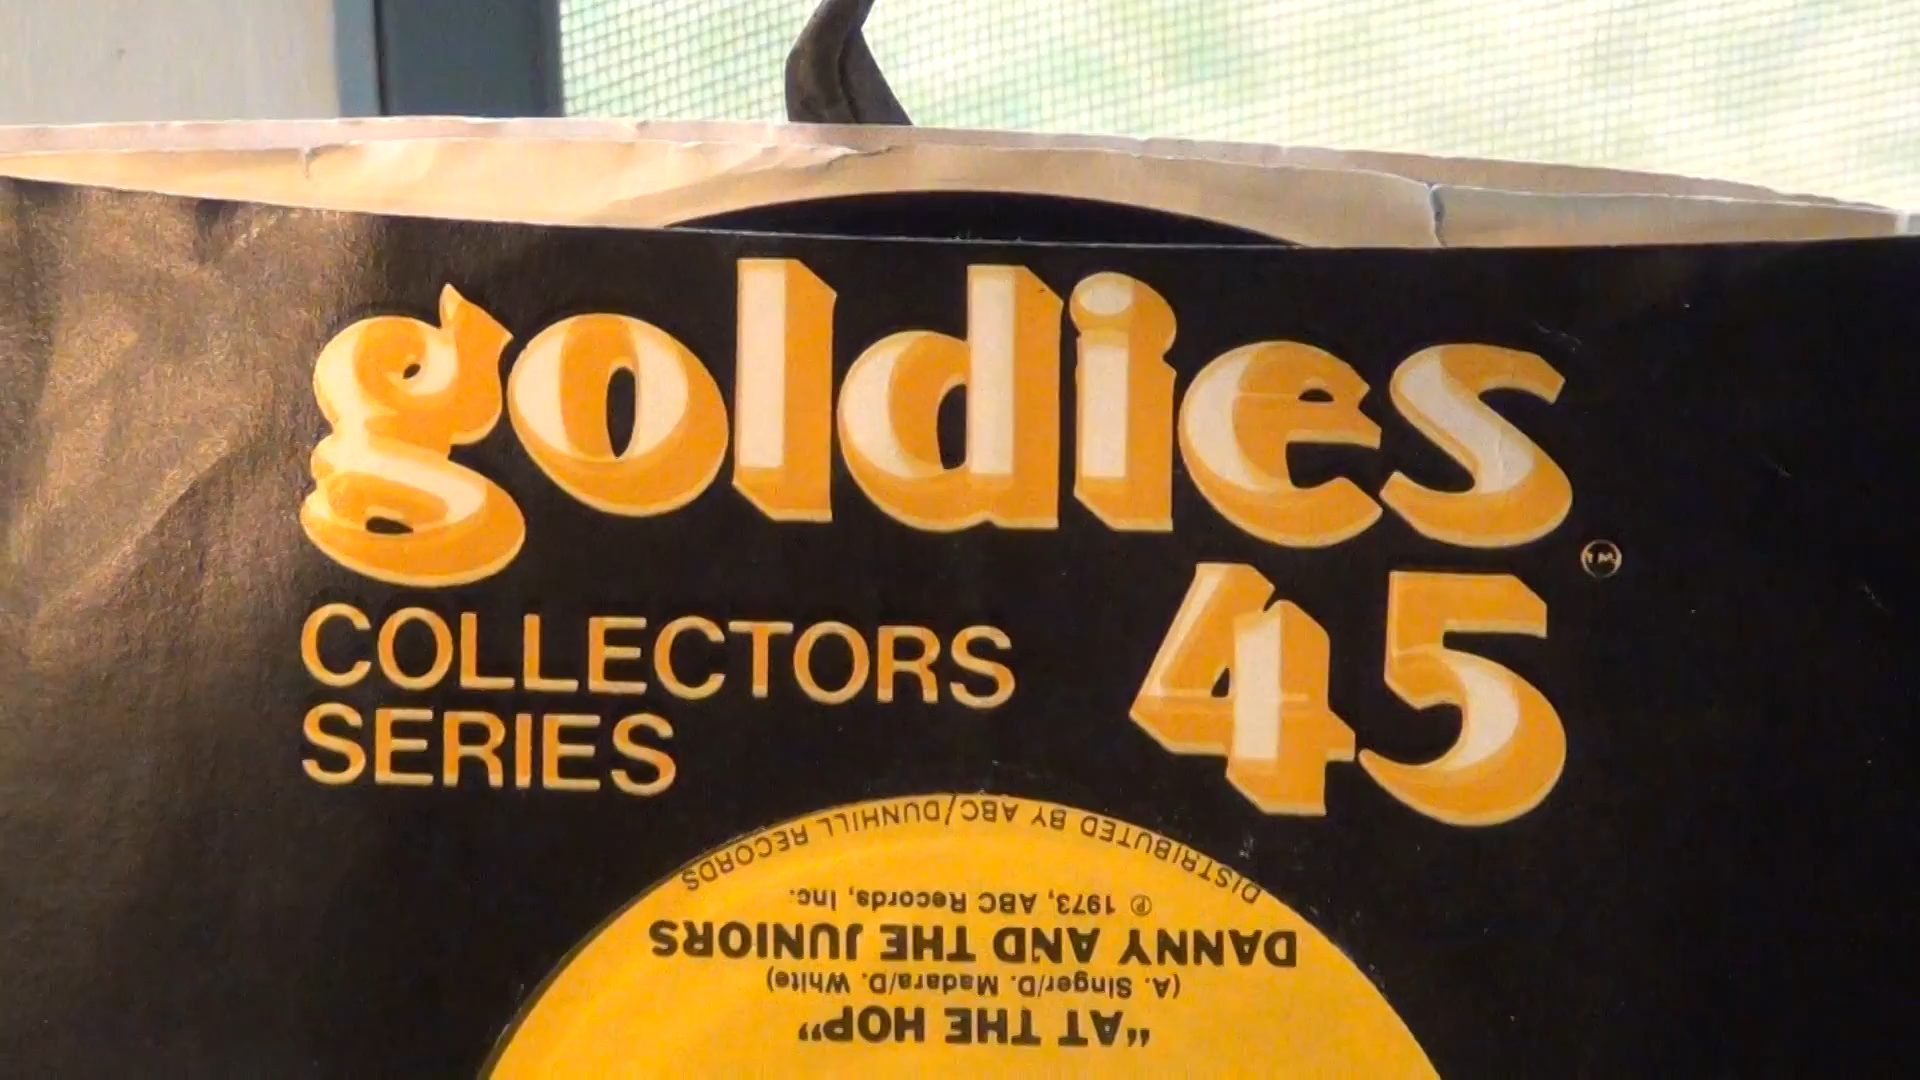 goldies
TM
COLLECTORS
SERIES
45
DISTRIBUTED BY ABC/DUNHILL RECORDS
℗ 1973, ABC Records, Inc.
DANNY AND THE JUNIORS
(A. Singer/D. Madara/D. White)
"AT THE HOP"